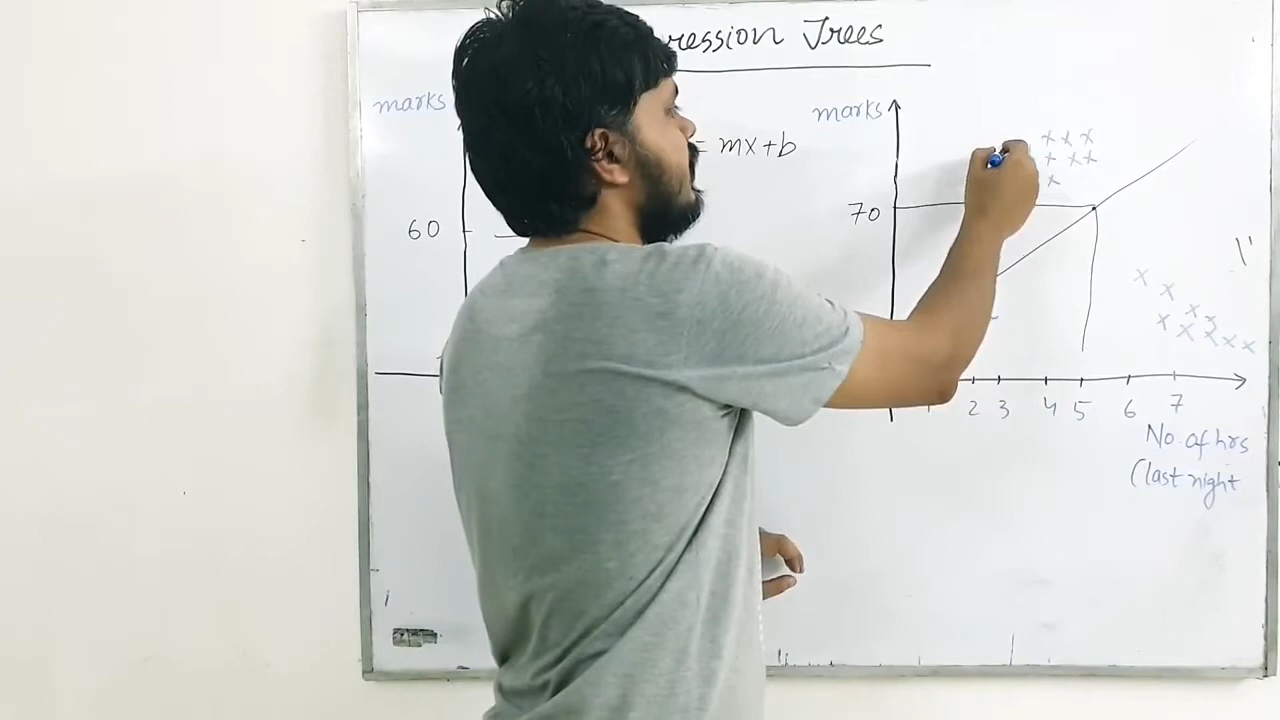 ression Trees
marks
= mx+b
60
marks
70
2 3 4 5 6 7
No. of hrs
(last night